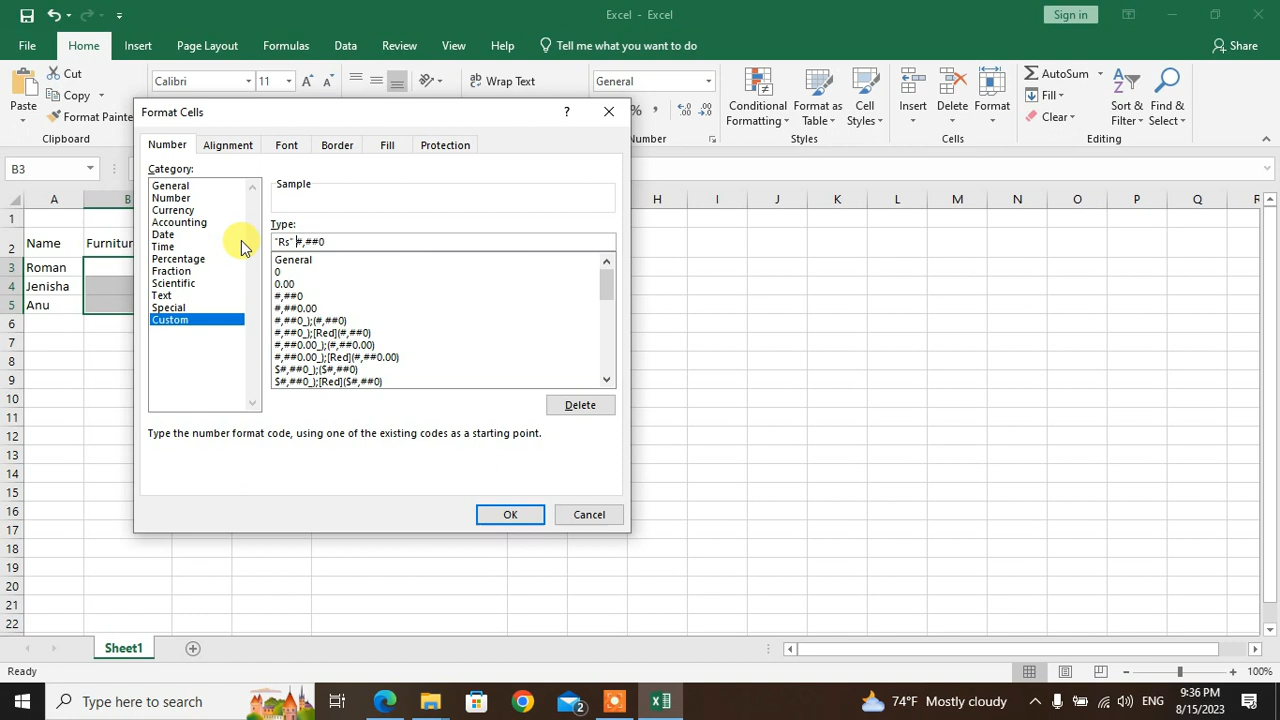 Excel - Excel
Sign in
File Home Insert Page Layout Formulas Data Review View Help Tell me what you want to do Share
Paste
Cut
Copy
Format Painte
Clipboard
Calibri 11
A A
ab Wrap Text
General
% ,
umber
Conditional Formatting
Format as Table
Cell Styles
Styles
Insert Delete Format
Cells
AutoSum
Fill
Clear
Sort & Filter
Find & Select
Editing
B3
Format Cells
? ×
Number Alignment Font Border Fill Protection
Category:
General
Number
Currency
Accounting
Date
Time
Percentage
Fraction
Scientific
Text
Special
Custom
Sample
Type:
"Rs" #,##0
General
0
0.00
#,##0
#,##0.00
#,##0_);(#,##0)
#,##0_);[Red](#,##0)
#,##0.00_);(#,##0.00)
#,##0.00_);[Red](#,##0.00)
$#,##0_);($#,##0)
$#,##0_);[Red]($#,##0)
Delete
Type the number format code, using one of the existing codes as a starting point.
OK Cancel
A B H I J K L M N O P Q R
1
2 Name Furnitur
3 Roman
4 Jenisha
5 Anu
6
7
8
9
10
11
12
13
14
15
16
17
18
19
20
21
22
Sheet1
Ready
100%
Type here to search
2
74°F Mostly cloudy
ENG
9:36 PM
8/15/2023